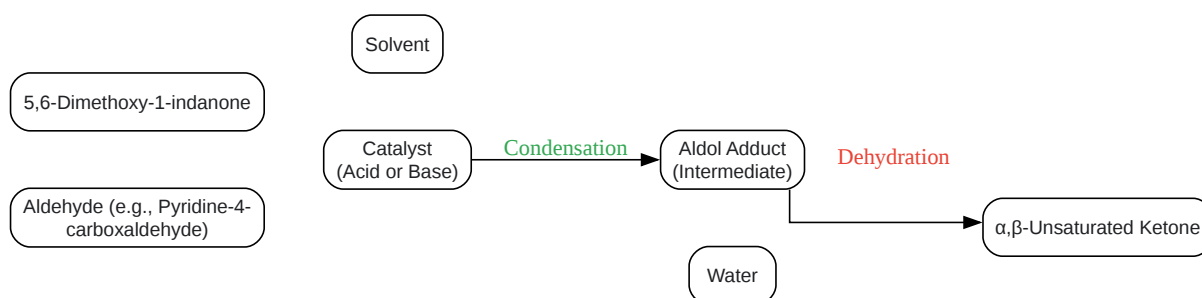 Solvent
5,6-Dimethoxy-1-indanone
Catalyst
(Acid or Base)
Condensation
Aldol Adduct
(Intermediate)
Dehydration
Aldehyde (e.g., Pyridine-4-
carboxaldehyde)
α,β-Unsaturated Ketone
Water